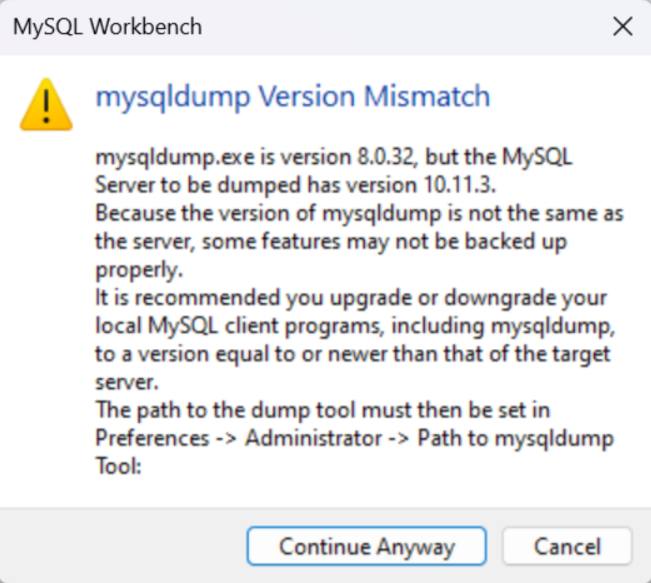 MySQL Workbench
mysqldump Version Mismatch
mysqldump.exe is version 8.0.32, but the MySQL
Server to be dumped has version 10.11.3.
Because the version of mysqldump is not the same as
the server, some features may not be backed up
properly.
It is recommended you upgrade or downgrade your
local MySQL client programs, including mysqldump,
to a version equal to or newer than that of the target
server.
The path to the dump tool must then be set in
Preferences -> Administrator -> Path to mysqldump
Tool:
Continue Anyway
Cancel